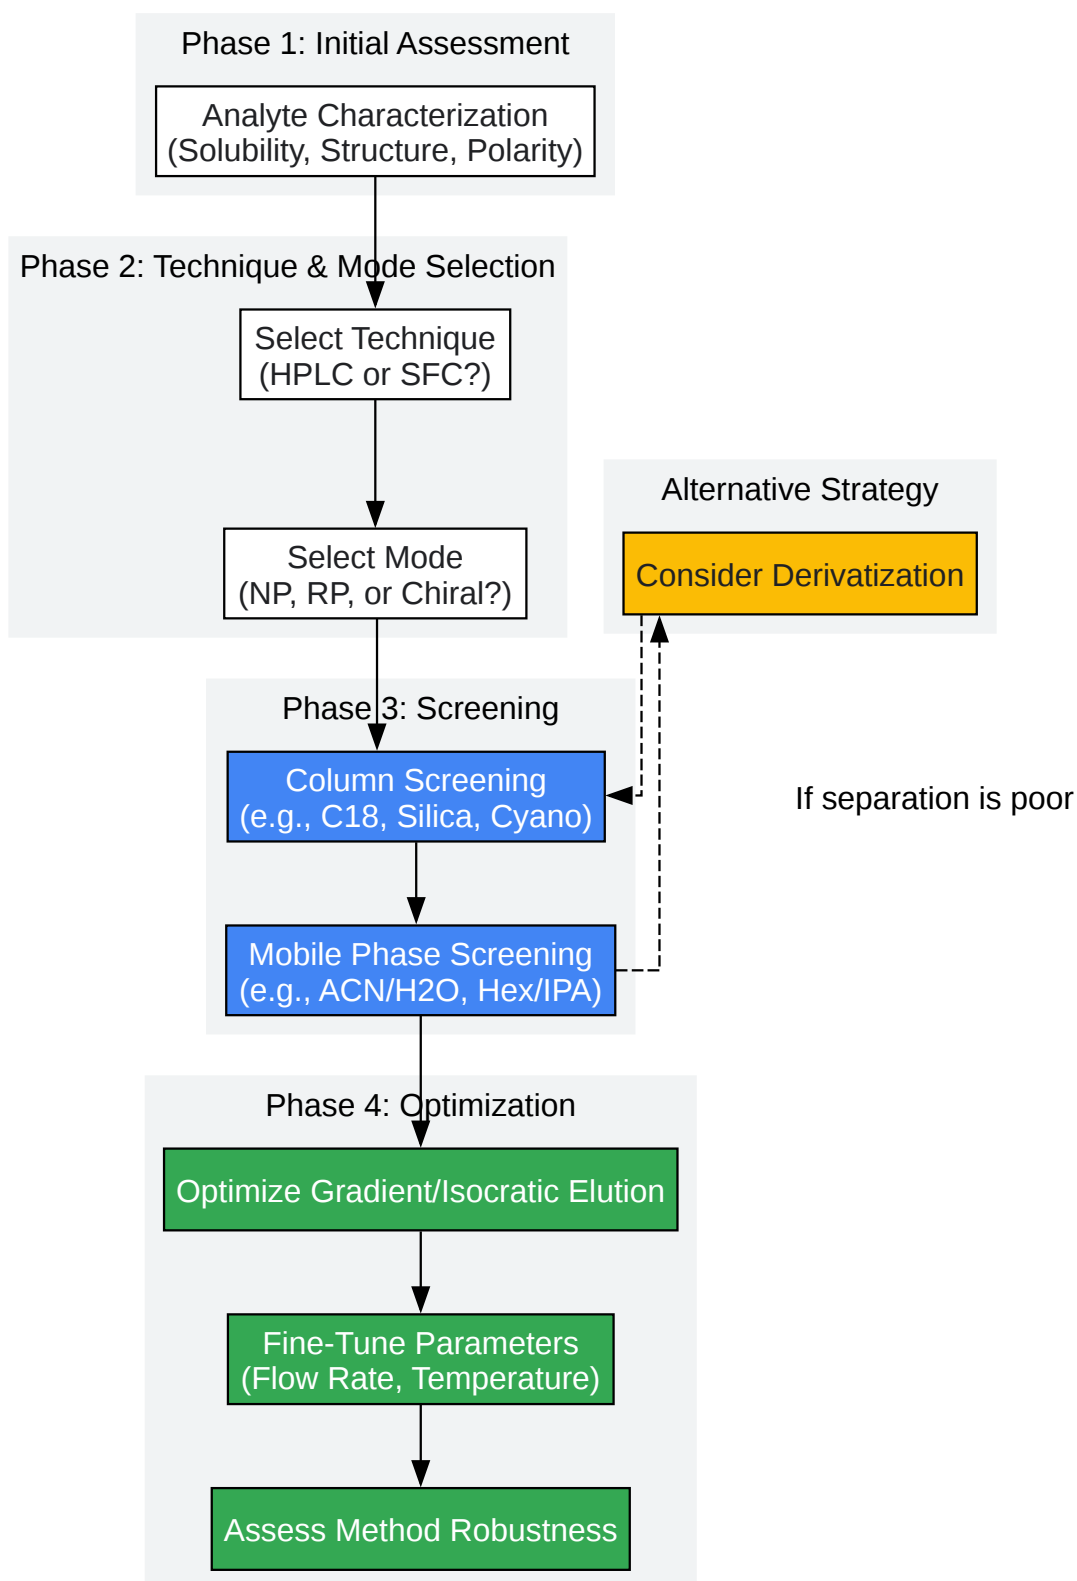 Phase 1: Initial Assessment
Analyte Characterization
(Solubility, Structure, Polarity)
Phase 2: Technique & Mode Selection
Select Technique
(HPLC or SFC?)
Select Mode
(NP, RP, or Chiral?)
Alternative Strategy
Consider Derivatization
Phase 3: Screening
Column Screening
(e.g., C18, Silica, Cyano)
If separation is poor
Mobile Phase Screening
(e.g., ACN/H2O, Hex/IPA)
Phase 4: Optimization
Optimize Gradient/Isocratic Elution
Fine-Tune Parameters
(Flow Rate, Temperature)
Assess Method Robustness